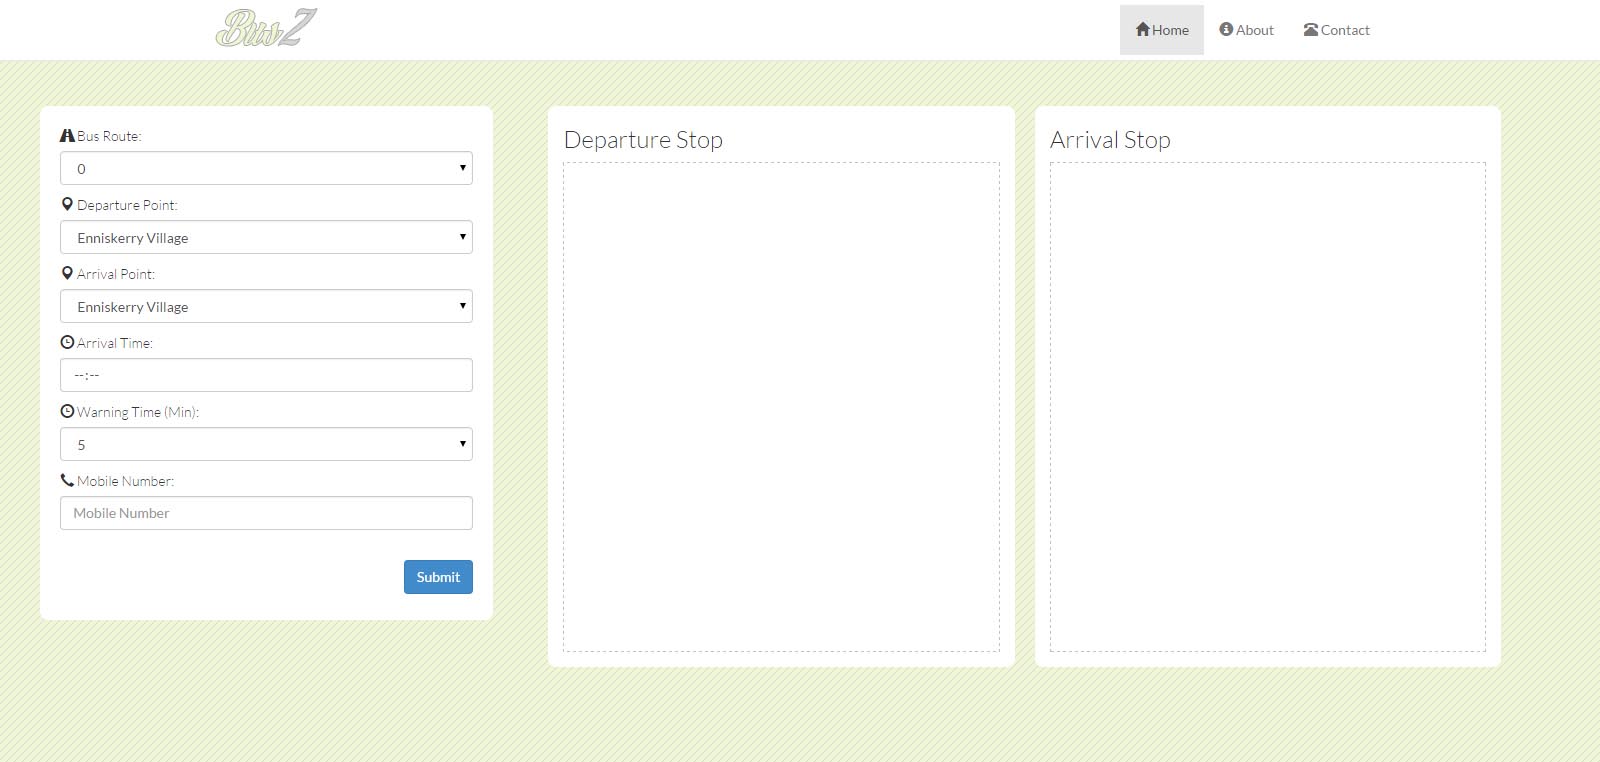 BusZ
Home About Contact
Bus Route:
0
Departure Point:
Enniskerry Village
Arrival Point:
Enniskerry Village
Arrival Time:
--:--
Warning Time (Min):
5
Mobile Number:
Mobile Number
Submit
Departure Stop
Arrival Stop